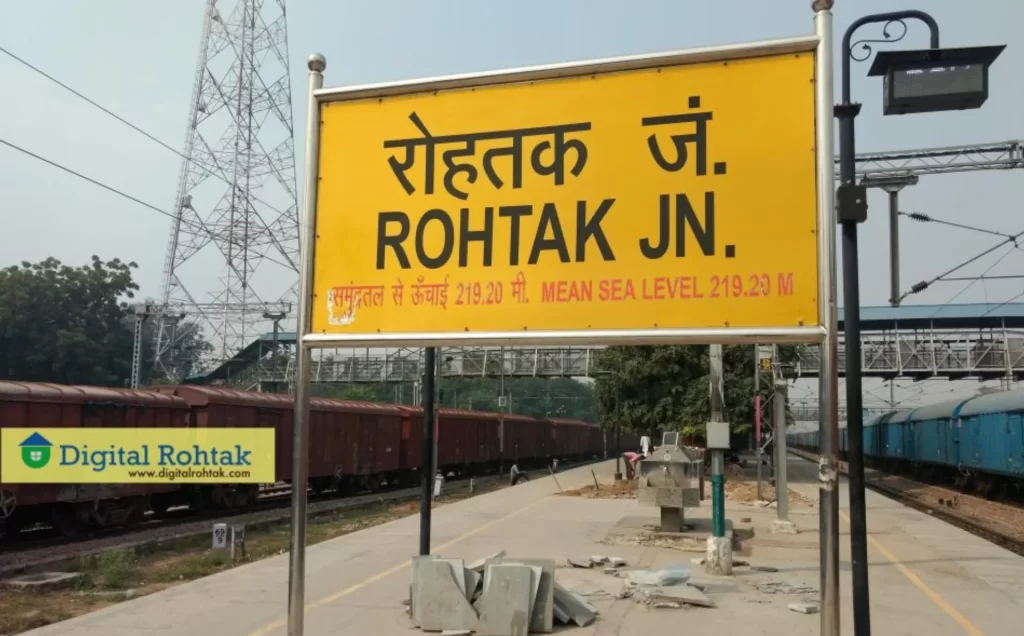 रोहतक जं.
ROHTAK JN.
समुंद्रतल से ऊँचाई 219.20 मी. MEAN SEA LEVEL 219.20 M
Digital Rohtak
www.digitalrohtak.com